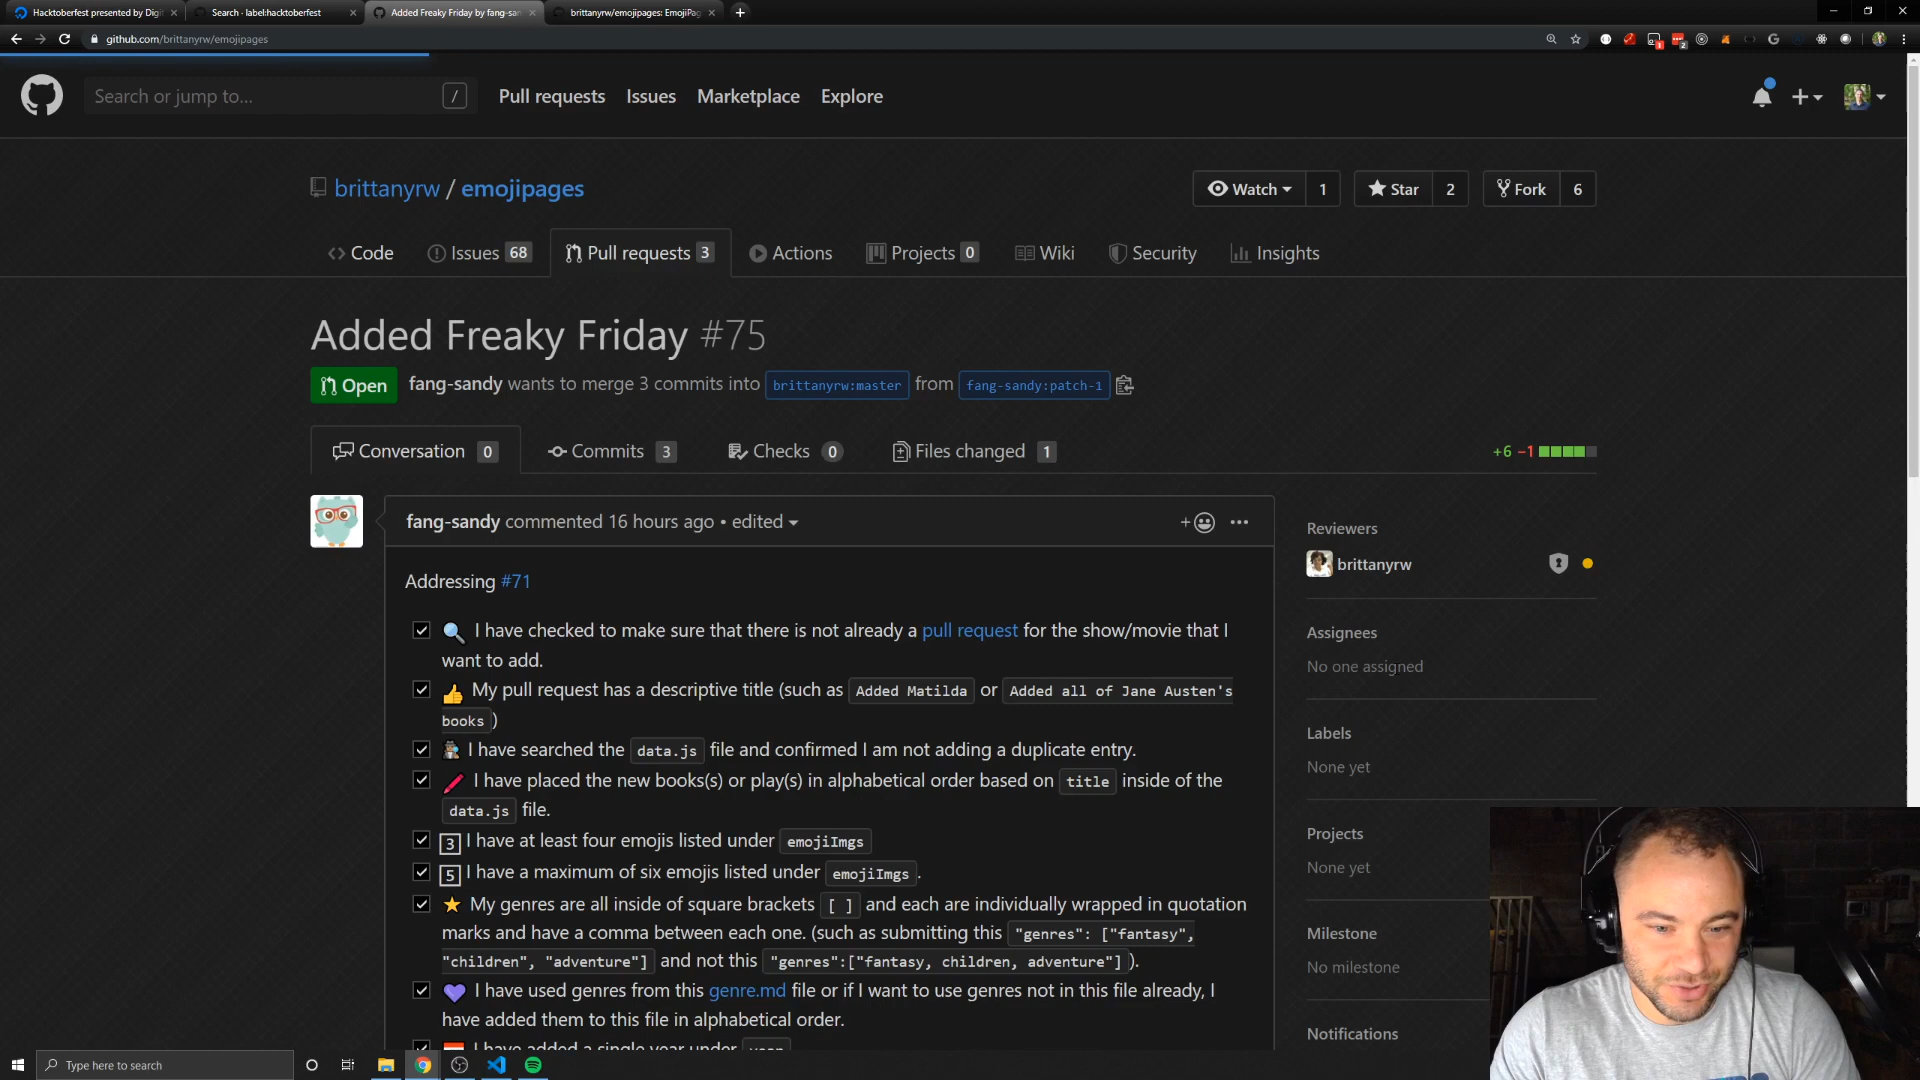 Hacktoberfest presented by Digi
Search · label:hacktoberfest
Added Freaky Friday by fang-san
brittanyrw/emojipages: EmojiPag
github.com/brittanyrw/emojipages
Search or jump to...
/
Pull requests
Issues
Marketplace
Explore
brittanyrw / emojipages
Watch 1
Star 2
Fork 6
Code
Issues 68
Pull requests 3
Actions
Projects 0
Wiki
Security
Insights
Added Freaky Friday #75
Open
fang-sandy wants to merge 3 commits into brittanyrw:master from fang-sandy:patch-1
Conversation 0
Commits 3
Checks 0
Files changed 1
+6 −1
fang-sandy commented 16 hours ago • edited
Addressing #71
I have checked to make sure that there is not already a pull request for the show/movie that I
want to add.
My pull request has a descriptive title (such as Added Matilda or Added all of Jane Austen's
books )
I have searched the data.js file and confirmed I am not adding a duplicate entry.
I have placed the new books(s) or play(s) in alphabetical order based on title inside of the
data.js file.
3 I have at least four emojis listed under emojiImgs
5 I have a maximum of six emojis listed under emojiImgs .
My genres are all inside of square brackets [ ] and each are individually wrapped in quotation
marks and have a comma between each one. (such as submitting this "genres": ["fantasy",
"children", "adventure"] and not this "genres":["fantasy, children, adventure"] ).
I have used genres from this genre.md file or if I want to use genres not in this file already, I
have added them to this file in alphabetical order.
I have added a single year under year
Reviewers
brittanyrw
Assignees
No one assigned
Labels
None yet
Projects
None yet
Milestone
No milestone
Notifications
Type here to search